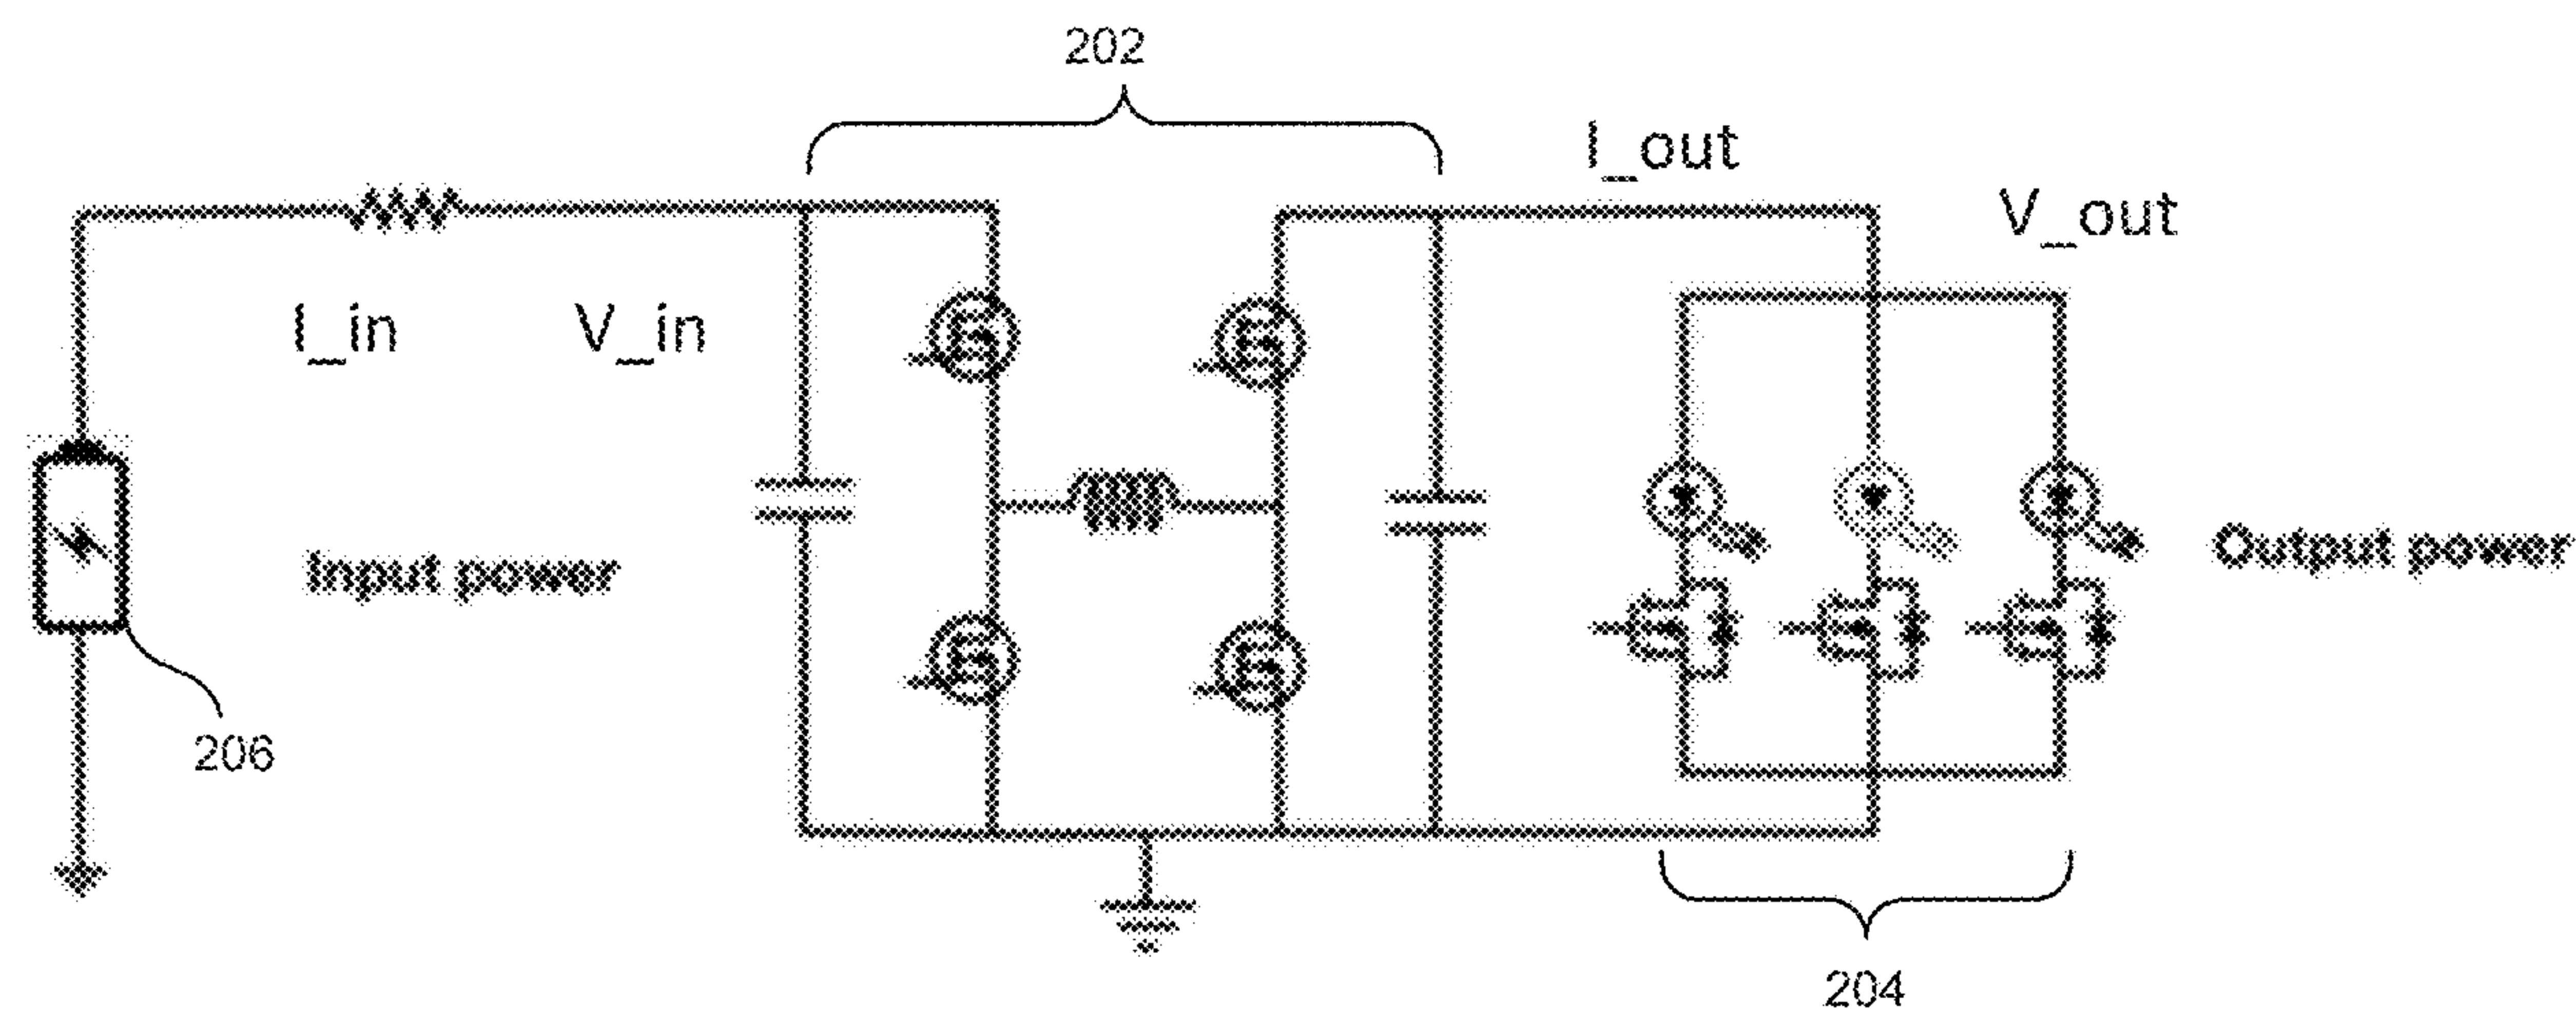 202
I_out
V_out
I_in
V_in
Input power
Output power
206
204